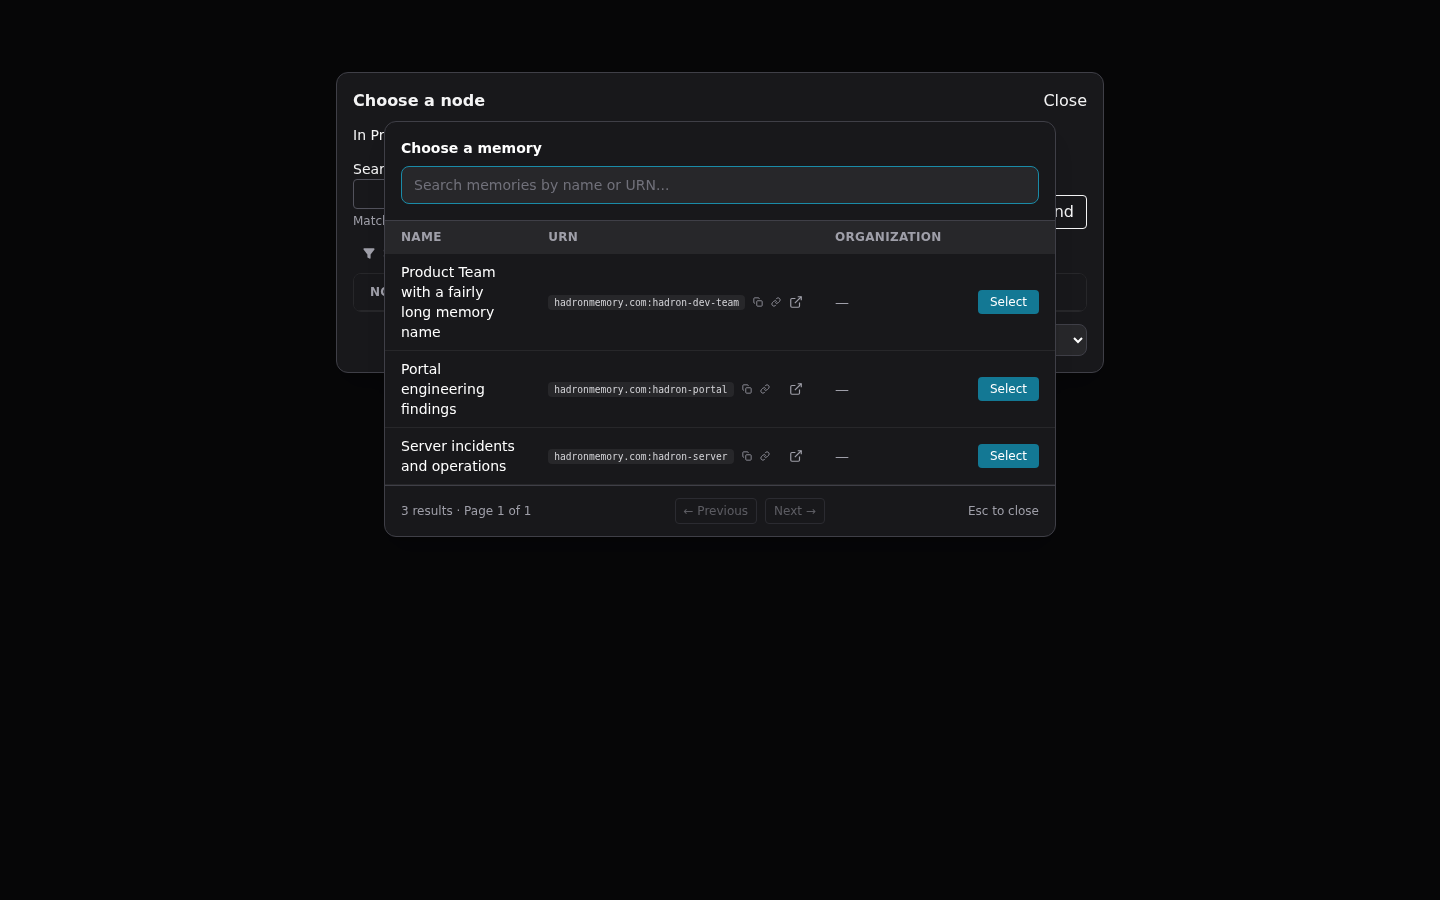 Choose a node
Close
In Pr
Choose a memory
Sear
Search memories by name or URN...
Matc
nd
NAME URN ORGANIZATION
NO
Product Team
with a fairly
long memory
name
hadronmemory.com:hadron-dev-team
—
Select
Portal
engineering
findings
hadronmemory.com:hadron-portal
—
Select
Server incidents
and operations
hadronmemory.com:hadron-server
—
Select
3 results · Page 1 of 1
← Previous
Next →
Esc to close